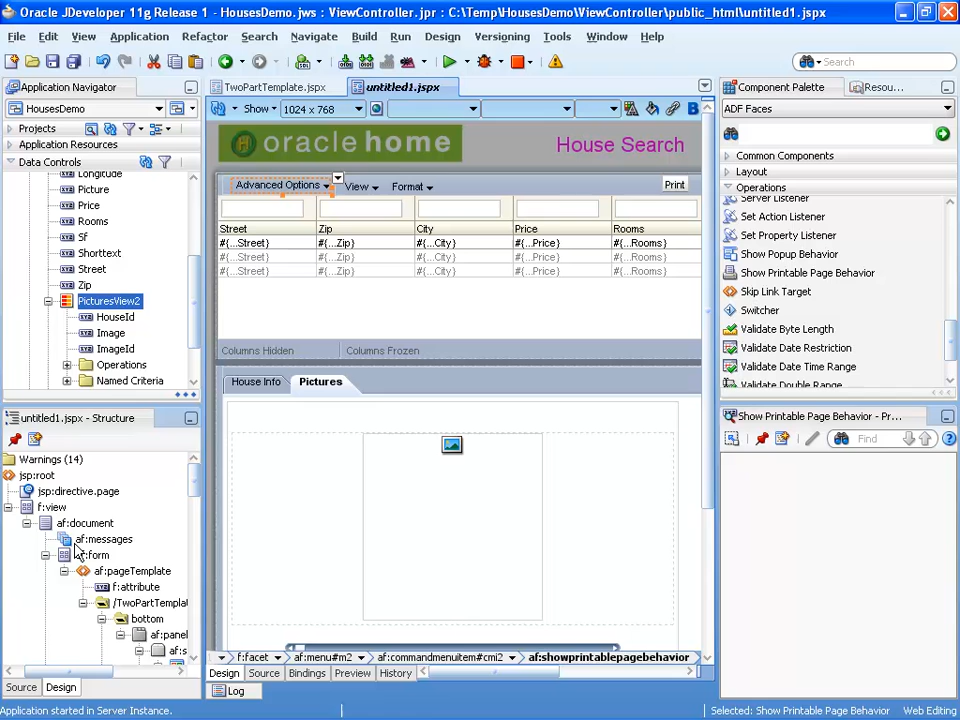 Oracle JDeveloper 11g Release 1 - HousesDemo.jws : ViewController.jpr : C:\Temp\HousesDemo\ViewController\public_html\untitled1.jspx
File Edit View Application Refactor Search Navigate Build Run Design Versioning Tools Window Help
Search
Application Navigator
HousesDemo
Projects
Application Resources
Data Controls
Longitude
Picture
Price
Rooms
Sf
Shorttext
Street
Zip
PicturesView2
HouseId
Image
ImageId
Operations
Named Criteria
untitled1.jspx - Structure
Warnings (14)
jsp:root
jsp:directive.page
f:view
af:document
af:messages
af:form
af:pageTemplate
f:attribute
/TwoPartTempla
bottom
af:panel
af:s
Source Design
TwoPartTemplate.jspx untitled1.jspx
Show 1024 x 768
B
oracle home
House Search
Advanced Options View Format Print
Street Zip City Price Rooms
#{...Street} #{...Zip} #{...City} #{...Price} #{...Rooms}
#{...Street} #{...Zip} #{...City} #{...Price} #{...Rooms}
#{...Street} #{...Zip} #{...City} #{...Price} #{...Rooms}
Columns Hidden Columns Frozen
House Info Pictures
f:facet af:menu#m2 af:commandmenuitem#cmi2 af:showprintablepagebehavior
Design Source Preview Bindings History
Log
Component Palette Resou...
ADF Faces
Common Components
Layout
Operations
Server Listener
Set Action Listener
Set Property Listener
Show Popup Behavior
Show Printable Page Behavior
Skip Link Target
Switcher
Validate Byte Length
Validate Date Restriction
Validate Date Time Range
Validate Double Range
Show Printable Page Behavior - Pr...
Find
Application started in Server Instance.
Selected: Show Printable Page Behavior
Web Editing